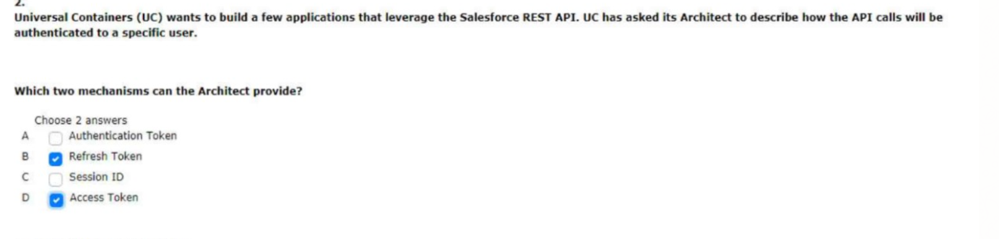 2.
Universal Containers (UC) wants to build a few applications that leverage the Salesforce REST API. UC has asked its Architect to describe how the API calls will be
authenticated to a specific user.
Which two mechanisms can the Architect provide?
Choose 2 answers
A Authentication Token
B Refresh Token
C Session ID
D Access Token